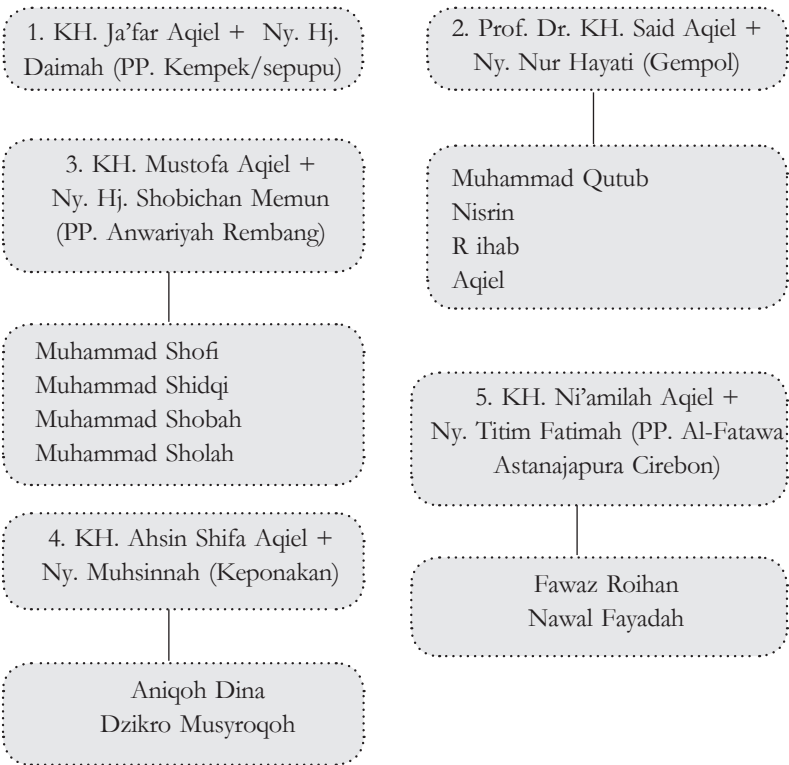 1. KH. Ja’far Aqiel + Ny. Hj.
Daimah (PP. Kempek/sepupu)
2. Prof. Dr. KH. Said Aqiel +
Ny. Nur Hayati (Gempol)
Muhammad Qutub
Nisrin
R ihab
Aqiel
3. KH. Mustofa Aqiel +
Ny. Hj. Shobichan Memun
(PP. Anwariyah Rembang)
Muhammad Shofi
Muhammad Shidqi
Muhammad Shobah
Muhammad Sholah
4. KH. Ahsin Shifa Aqiel +
Ny. Muhsinnah (Keponakan)
Aniqoh Dina
Dzikro Musyroqoh
5. KH. Ni’amilah Aqiel +
Ny. Titim Fatimah (PP. Al-Fatawa
Astanajapura Cirebon)
Fawaz Roihan
Nawal Fayadah